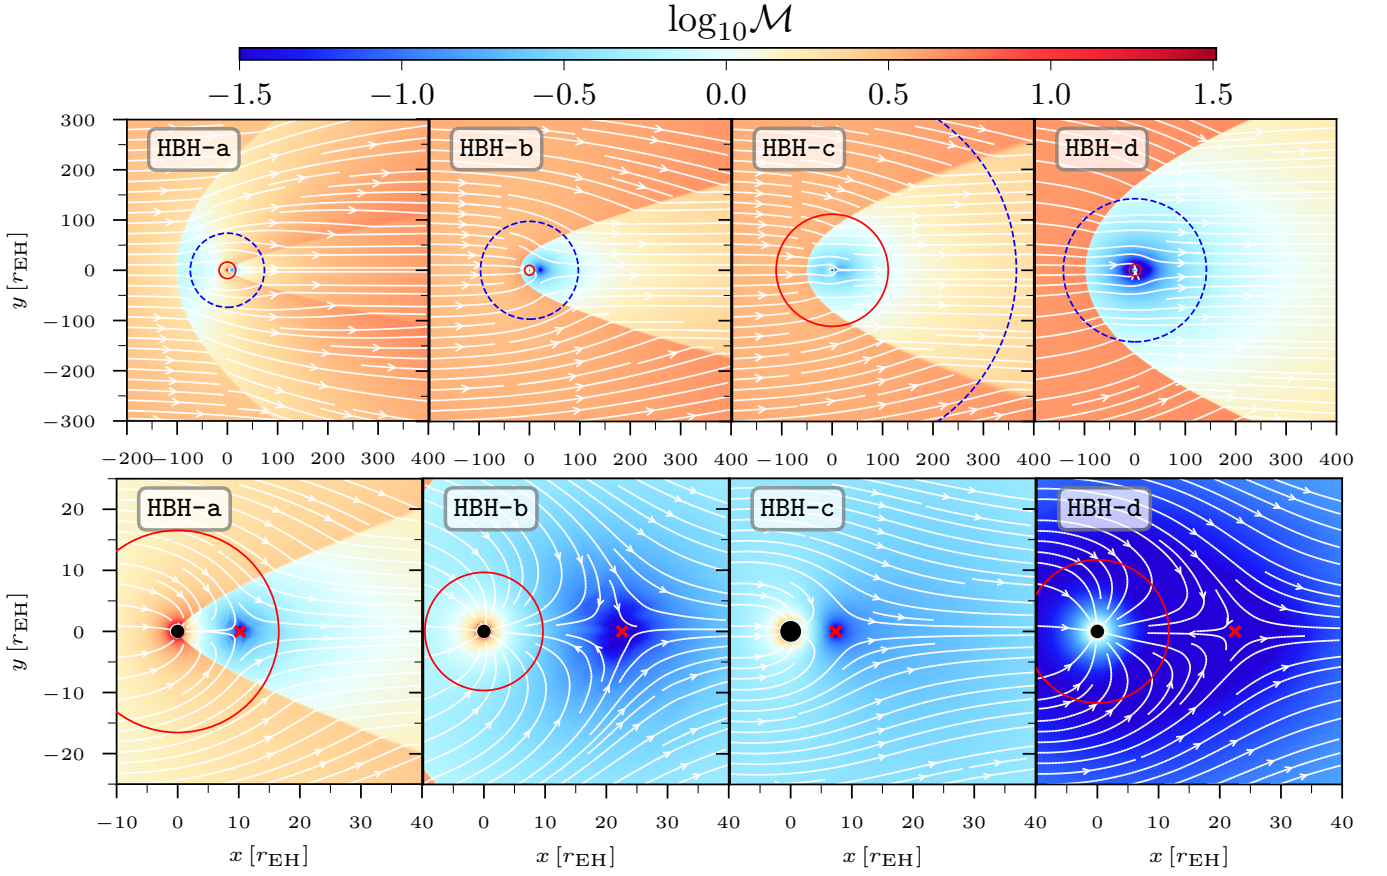 log₁₀ℳ
−1.5 −1.0 −0.5 0.0 0.5 1.0 1.5
HBH-a HBH-b HBH-c HBH-d
300
200
100
0
−100
−200
−300
y [r_EH]
−200 −100 0 100 200 300 400 −100 0 100 200 300 40 −100 0 100 200 300 40 −100 0 100 200 300 400
HBH-a HBH-b HBH-c HBH-d
20
10
0
−10
−20
y [r_EH]
−10 0 10 20 30 40 0 10 20 30 40 0 10 20 30 40 0 10 20 30 40
x [r_EH] x [r_EH] x [r_EH] x [r_EH]